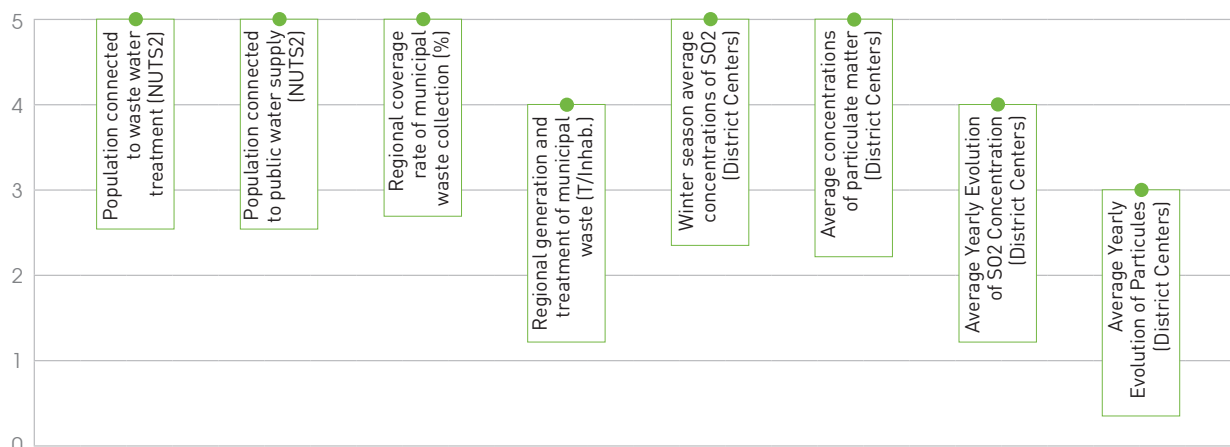 5
4
3
2
1
0
Population connected
to waste water
treatment (NUTS2)
Population connected
to public water supply
(NUTS2)
Regional coverage
rate of municipal
waste collection (%)
Regional generation and
treatment of municipal
waste (T/Inhab.)
Winter season average
concentrations of SO2
(District Centers)
Average concentrations
of particulate matter
(District Centers)
Average Yearly Evolution
of SO2 Concentration
(District Centers)
Average Yearly
Evolution of Particules
(District Centers)